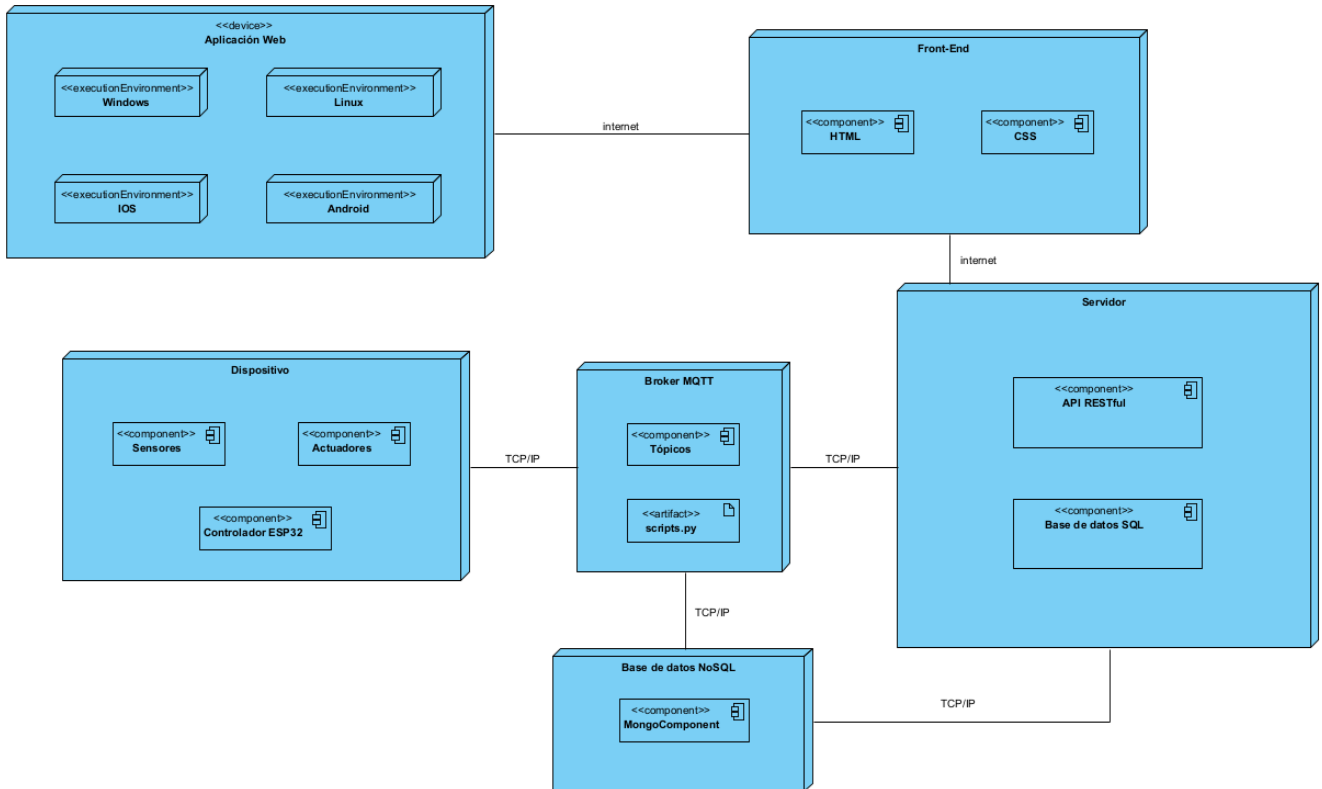 <<device>>
Aplicación Web
<<executionEnvironment>>
Windows
<<executionEnvironment>>
Linux
<<executionEnvironment>>
IOS
<<executionEnvironment>>
Android
internet
Front-End
<<component>>
HTML
<<component>>
CSS
internet
Servidor
<<component>>
API RESTful
<<component>>
Base de datos SQL
Dispositivo
<<component>>
Sensores
<<component>>
Actuadores
<<component>>
Controlador ESP32
TCP/IP
Broker MQTT
<<component>>
Tópicos
<<artifact>>
scripts.py
TCP/IP
TCP/IP
Base de datos NoSQL
<<component>>
MongoComponent
TCP/IP